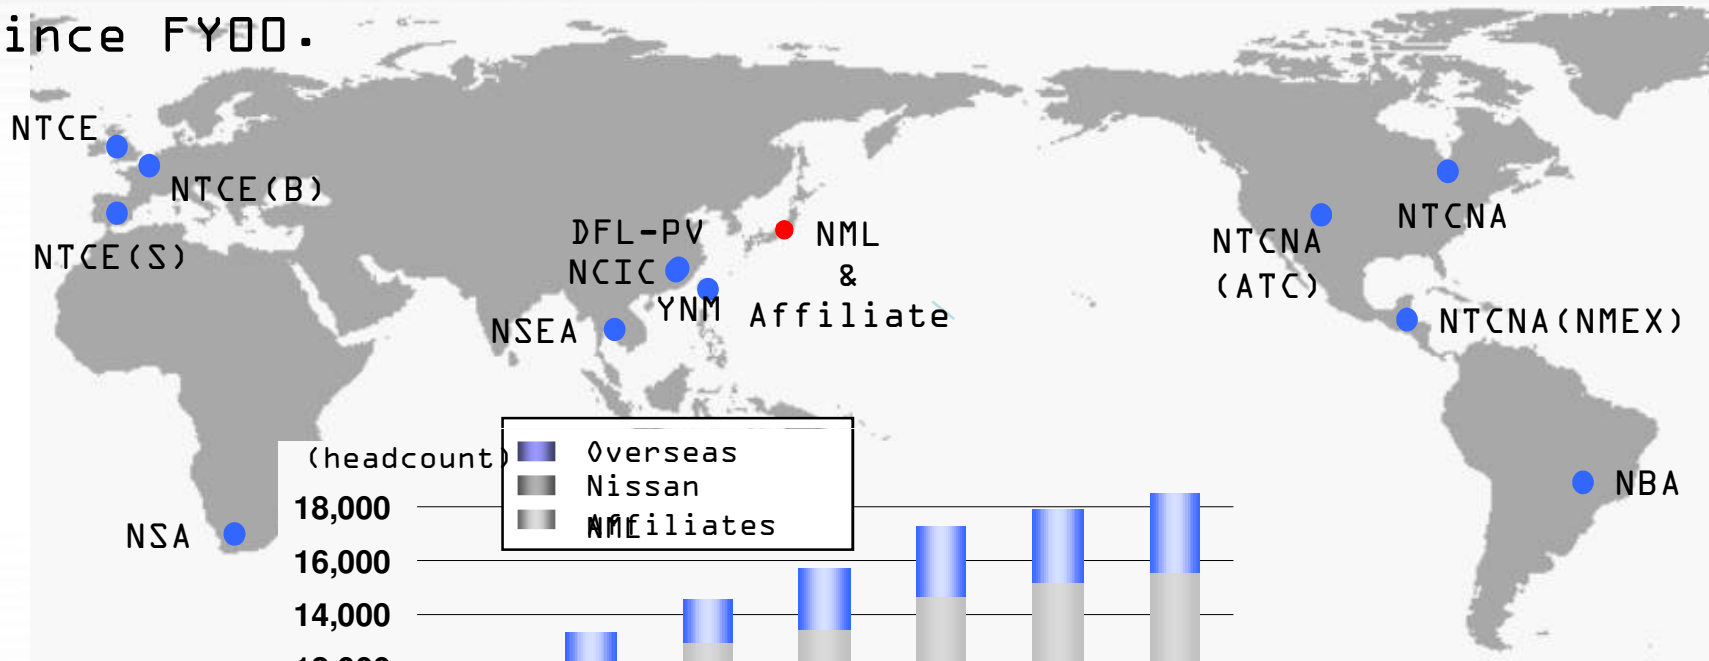 ince FY00.
NTCE
NTCE(B)
NTCE(S)
DFL-PV
NCIC
YNM
NSEA
NML
&
Affiliate
NTCNA
NTCNA
(ATC)
NTCNA(NMEX)
NBA
NSA
(headcount)
Overseas
Nissan
NML
Affiliates
18,000
16,000
14,000